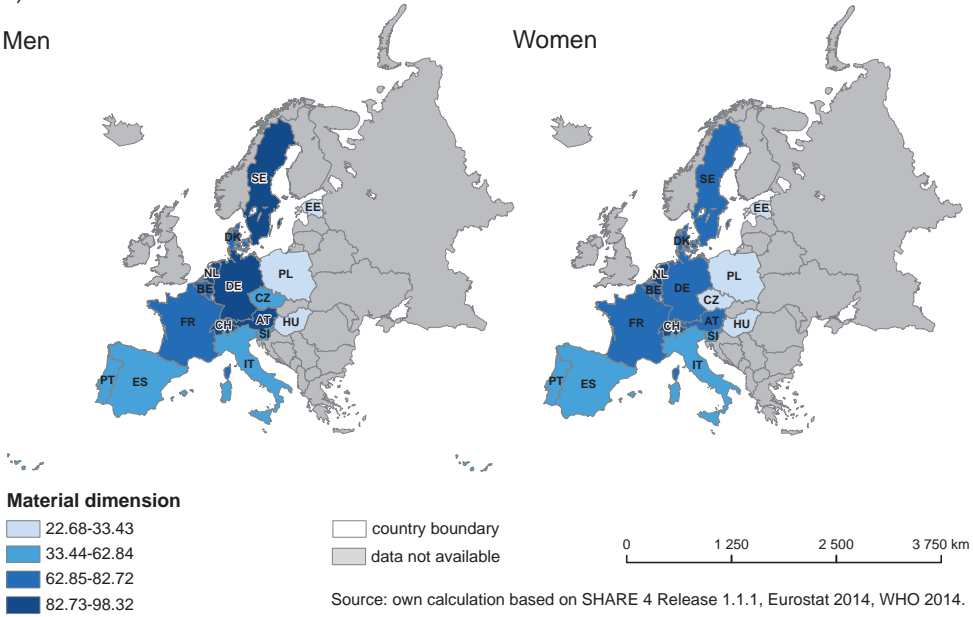 Men
Women
SE
EE
DK
NL
PL
BE
DE
CZ
FR
CH
AT
HU
SI
PT
ES
IT
SE
EE
DK
NL
PL
BE
DE
CZ
FR
CH
AT
HU
SI
PT
ES
IT
Material dimension
22.68-33.43
33.44-62.84
62.85-82.72
82.73-98.32
country boundary
data not available
0 1 250 2 500 3 750 km
Source: own calculation based on SHARE 4 Release 1.1.1, Eurostat 2014, WHO 2014.